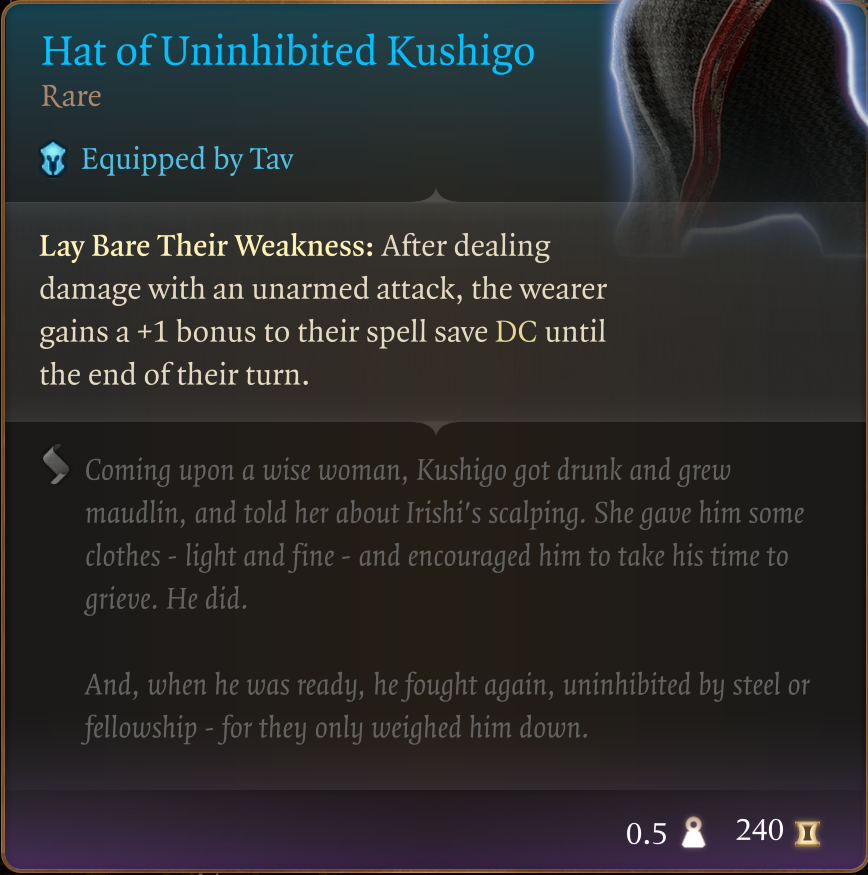 Hat of Uninhibited Kushigo
Rare
Equipped by Tav
Lay Bare Their Weakness: After dealing
damage with an unarmed attack, the wearer
gains a +1 bonus to their spell save DC until
the end of their turn.
Coming upon a wise woman, Kushigo got drunk and grew
maudlin, and told her about Irishi's scalping. She gave him some
clothes - light and fine - and encouraged him to take his time to
grieve. He did.
And, when he was ready, he fought again, uninhibited by steel or
fellowship - for they only weighed him down.
0.5 240